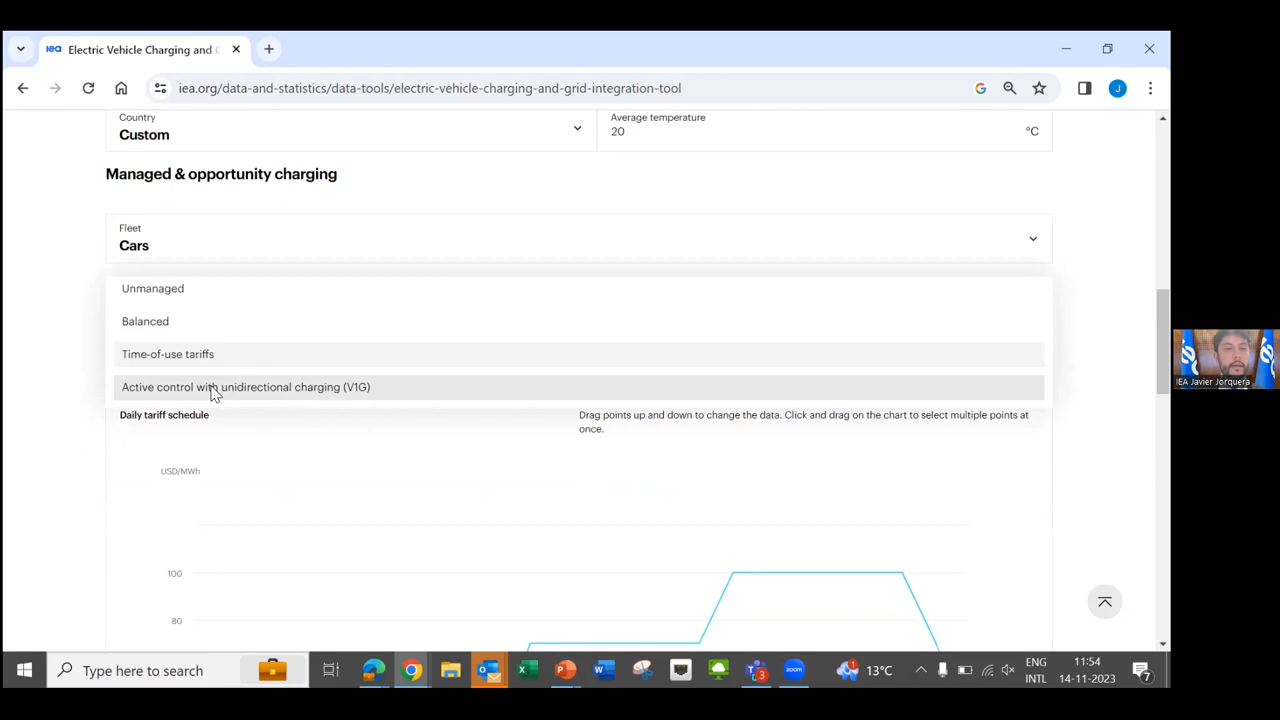 iea Electric Vehicle Charging and G
iea.org/data-and-statistics/data-tools/electric-vehicle-charging-and-grid-integration-tool
J
Country
Custom
Average temperature
20
°C
Managed & opportunity charging
Fleet
Cars
Unmanaged
Balanced
Time-of-use tariffs
Active control with unidirectional charging (V1G)
Daily tariff schedule
Drag points up and down to change the data. Click and drag on the chart to select multiple points at
once.
USD/MWh
100
80
IEA Javier Jorquera
Type here to search
13°C
ENG
INTL
11:54
14-11-2023
1
3
7